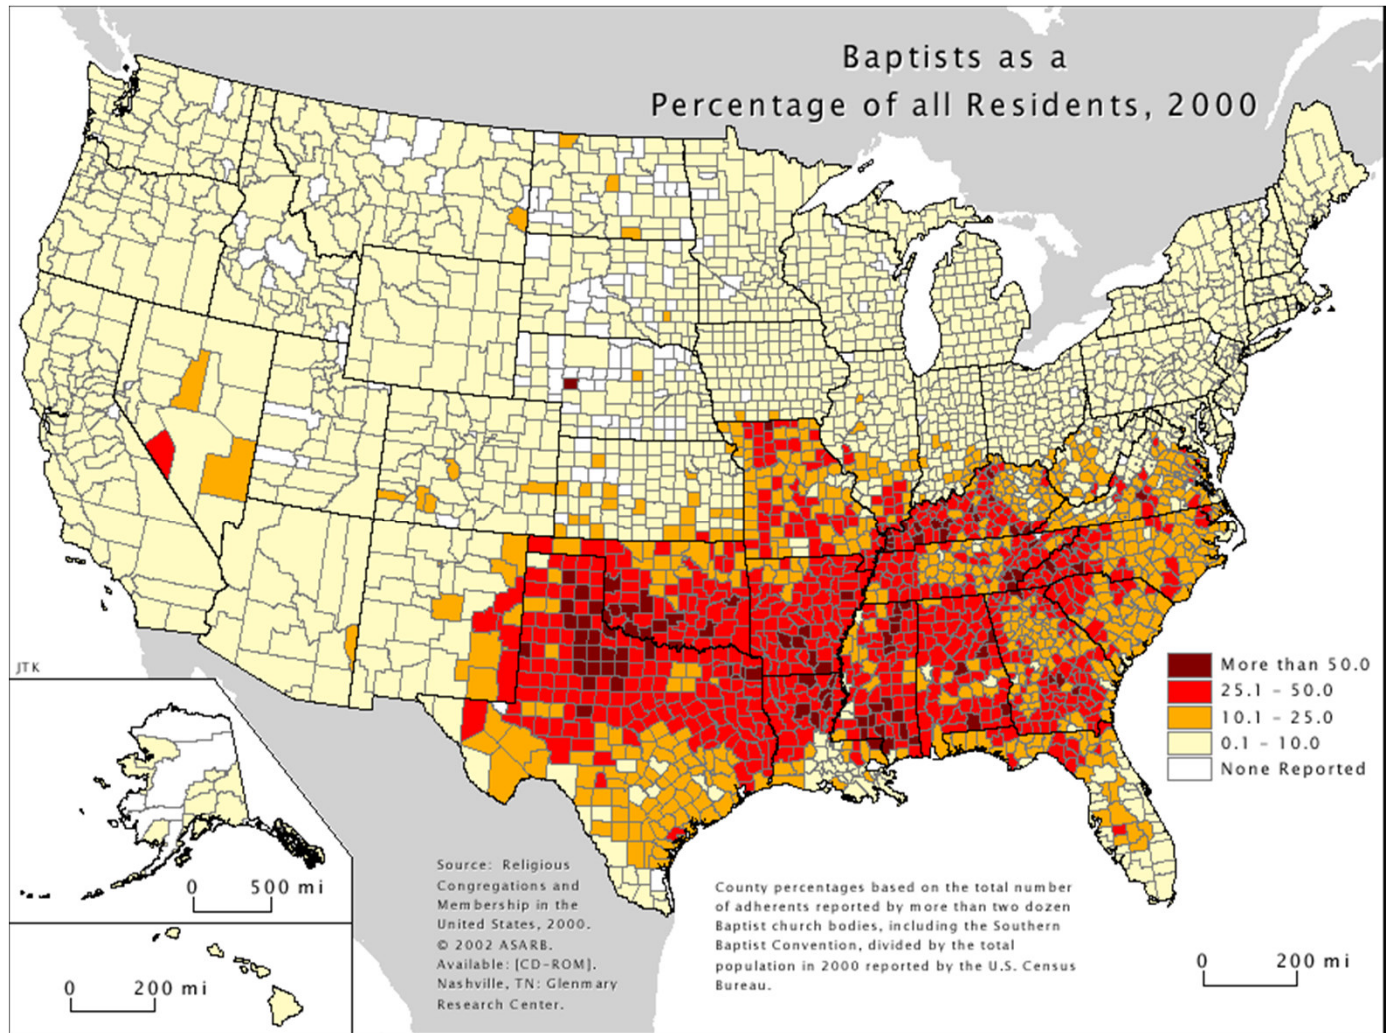 Baptists as a
Percentage of all Residents, 2000
JTK
More than 50.0
25.1 – 50.0
10.1 – 25.0
0.1 – 10.0
None Reported
0 500 mi
0 200 mi
Source: Religious
Congregations and
Membership in the
United States, 2000.
© 2002 ASARB.
Available: [CD-ROM].
Nashville, TN: Glenmary
Research Center.
County percentages based on the total number
of adherents reported by more than two dozen
Baptist church bodies, including the Southern
Baptist Convention, divided by the total
population in 2000 reported by the U.S. Census
Bureau.
0 200 mi